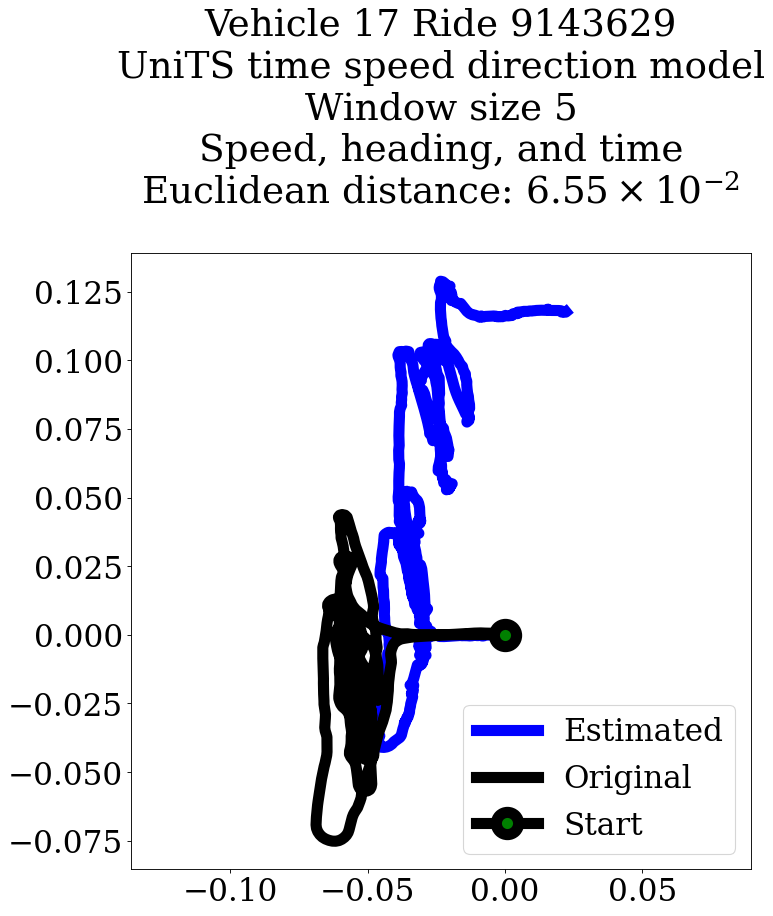 Vehicle 17 Ride 9143629
UniTS time speed direction model
Window size 5
Speed, heading, and time
Euclidean distance: 6.55 × 10⁻²
0.125
0.100
0.075
0.050
0.025
0.000
−0.025
−0.050
−0.075
−0.10 −0.05 0.00 0.05
Estimated
Original
Start